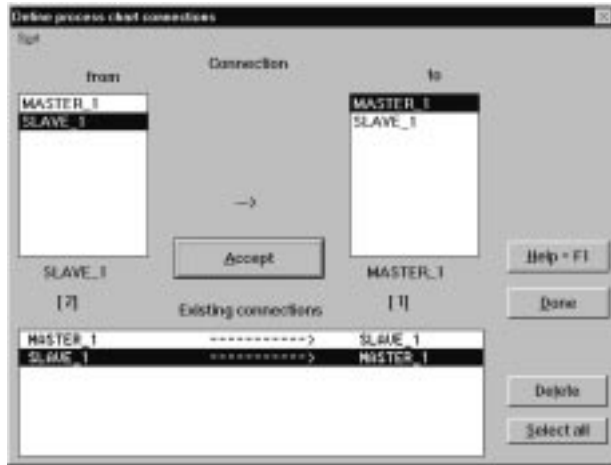 Define process chart connections
from
Connection
to
MASTER_1
SLAVE_1
MASTER_1
SLAVE_1
--->
Accept
SLAVE_1
MASTER_1
[2]
[1]
Help = F1
Done
Existing connections
MASTER_1 -----------> SLAVE_1
SLAVE_1 -----------> MASTER_1
Delete
Select all